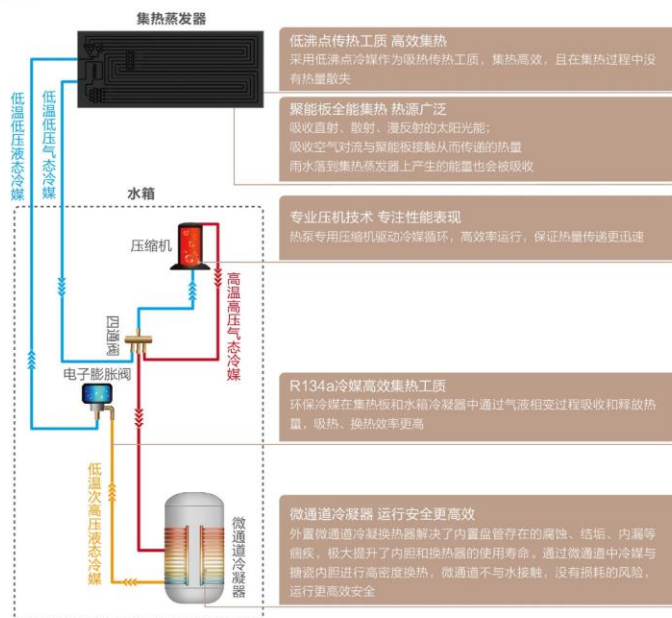 集热蒸发器
低温低压液态冷媒
低温低压气态冷媒
水箱
压缩机
四通阀
高温高压气态冷媒
电子膨胀阀
低温次高压液态冷媒
微通道冷凝器
低沸点传热工质 高效集热
采用低沸点冷媒作为吸热传热工质，集热高效，且在集热过程中没
有热量散失
聚能板全能集热 热源广泛
吸收直射、散射、漫反射的太阳光能；
吸收空气对流与聚能板接触从而传递的热量
雨水落到集热蒸发器上产生的能量也会被吸收
专业压机技术 专注性能表现
热泵专用压缩机驱动冷媒循环，高效率运行，保证热量传递更迅速
R134a冷媒高效集热工质
环保冷媒在集热板和水箱冷凝器中通过气液相变过程吸收和释放热
量，吸热、换热效率更高
微通道冷凝器 运行安全更高效
外置微通道冷凝换热器解决了内置盘管存在的腐蚀、结垢、内漏等
痼疾，极大提升了内胆和换热器的使用寿命。通过微通道中冷媒与
搪瓷内胆进行高密度换热，微通道不与水接触，没有损耗的风险，
运行更高效安全